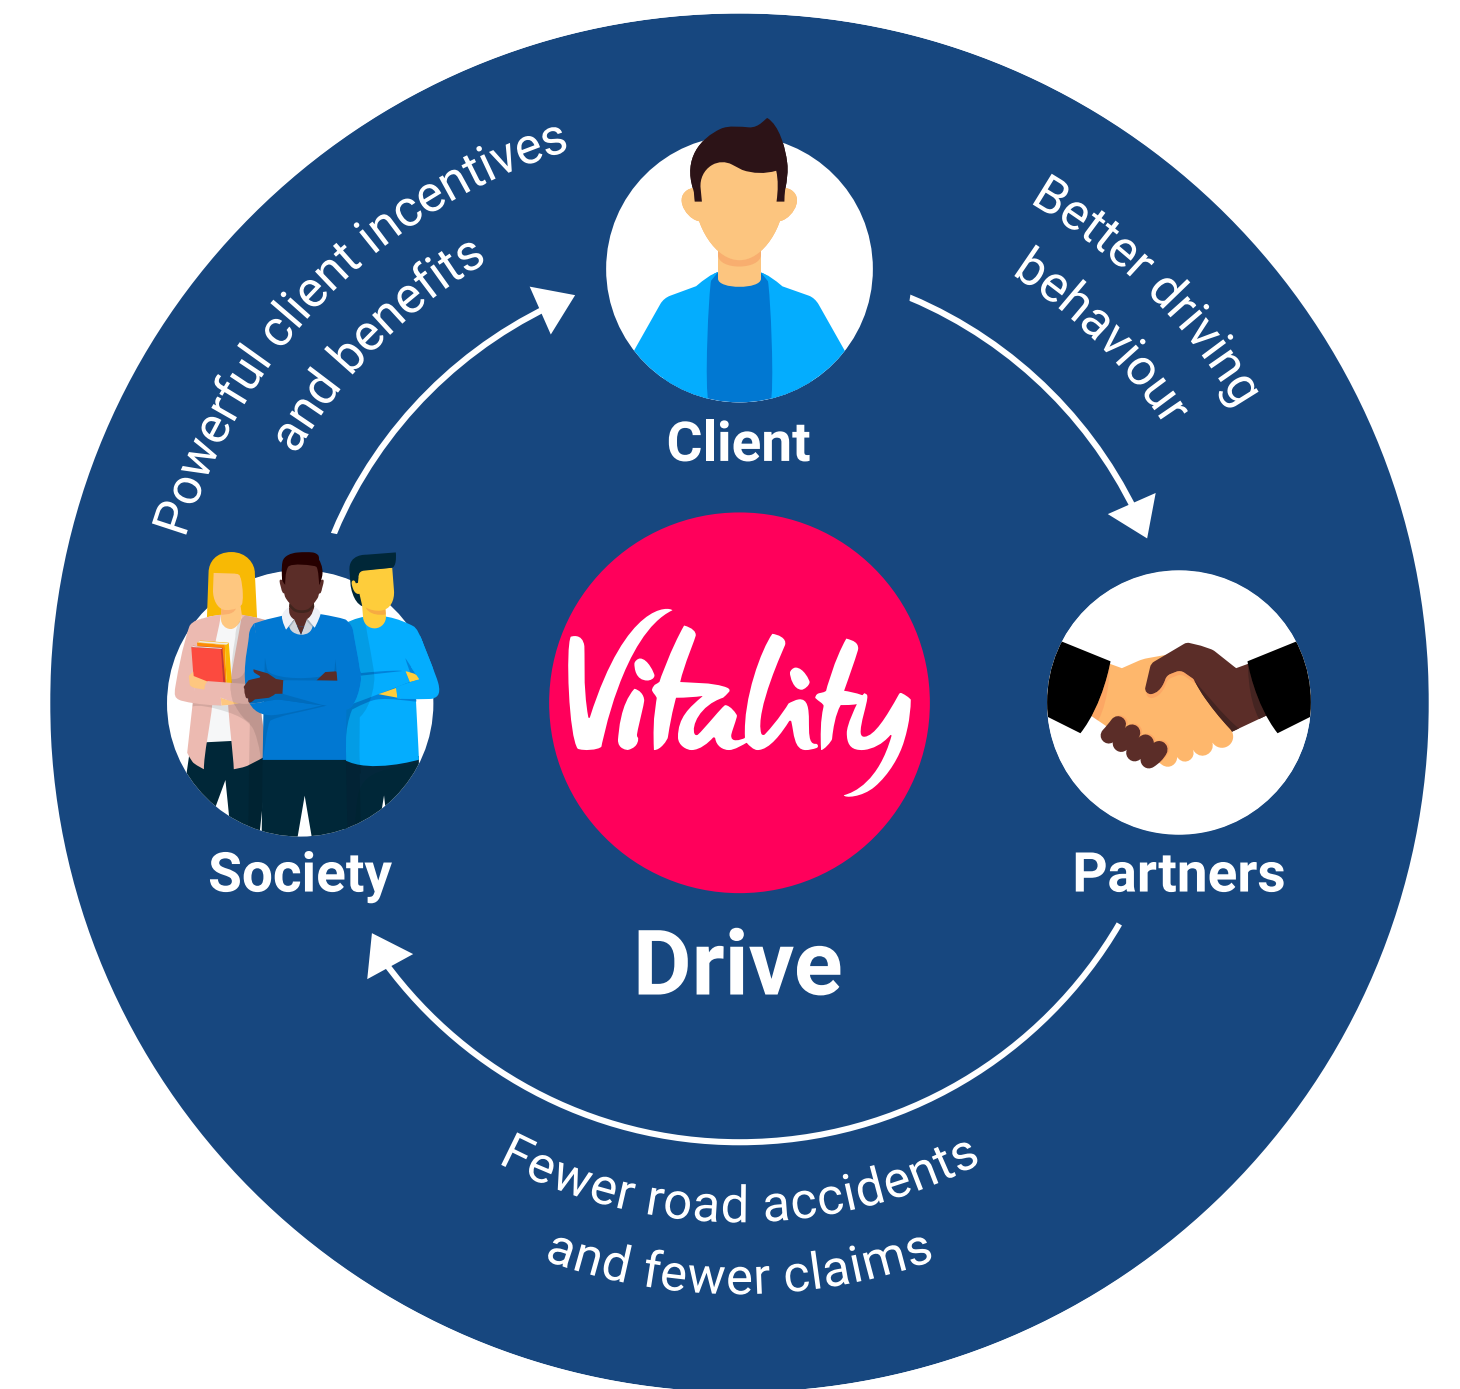 Powerful client incentives
and benefits
Client
Better driving
behaviour
Society
Vitality
Drive
Partners
Fewer road accidents
and fewer claims